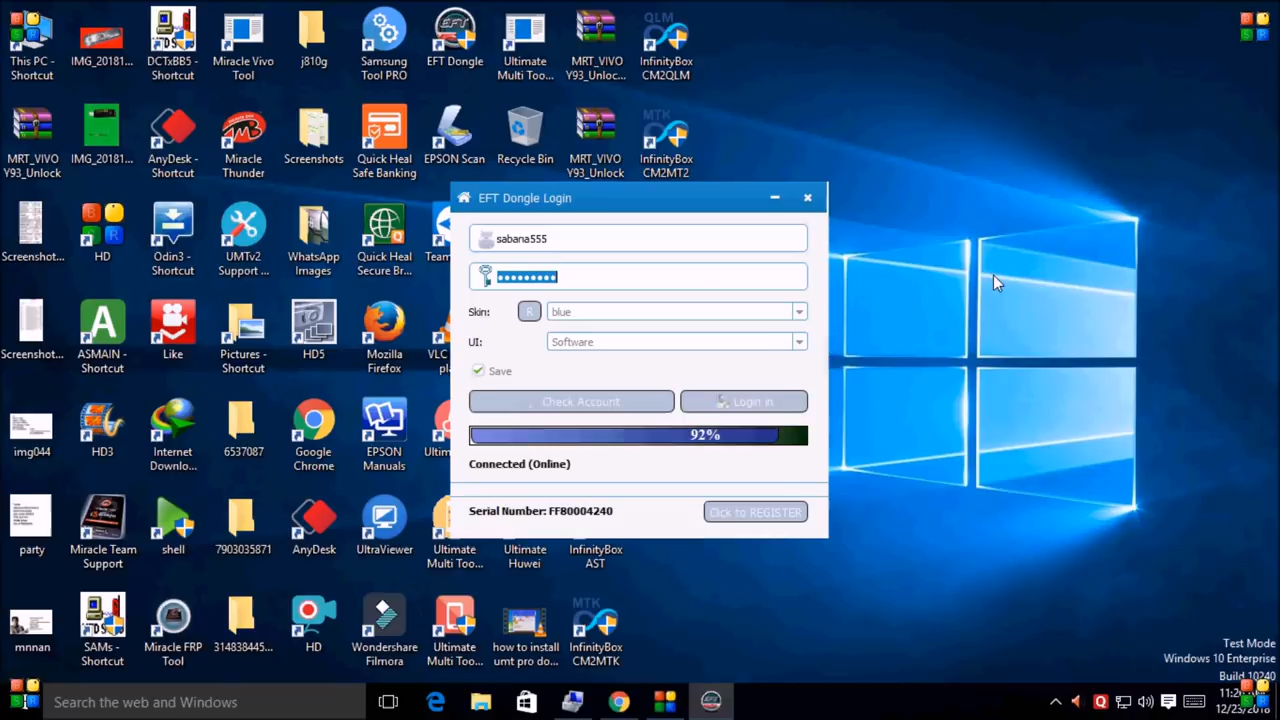 QLM
MTK
This PC -
Shortcut
IMG_20181...
DCTxBB5 -
Shortcut
Miracle Vivo
Tool
j810g
Samsung
Tool PRO
EFT Dongle
Ultimate
Multi Too...
MRT_VIVO
Y93_Unloc...
InfinityBox
CM2QLM
MRT_VIVO
Y93_Unlock
IMG_20181...
AnyDesk -
Shortcut
Miracle
Thunder
Screenshots
Quick Heal
Safe Banking
EPSON Scan
Recycle Bin
MRT_VIVO
Y93_Unlock
InfinityBox
CM2MT2
EFT Dongle Login
sabana555
Skin:
R
blue
UI:
Software
Save
Check Account
Login in
92%
Connected (Online)
Serial Number: FF80004240
Click to REGISTER
Screenshot...
HD
Odin3 -
Shortcut
UMTv2
Support ...
WhatsApp
Images
Quick Heal
Secure Br...
Team
Screenshot...
ASMAIN -
Shortcut
Like
Pictures -
Shortcut
HD5
Mozilla
Firefox
VLC
img044
HD3
Internet
Downlo...
6537087
Google
Chrome
EPSON
Manuals
party
Miracle Team
Support
shell
7903035871
AnyDesk
UltraViewer
Ultimate
Multi Too...
Ultimate
Huwei
InfinityBox
AST
MTK
mnnan
SAMs -
Shortcut
Miracle FRP
Tool
314838445...
HD
Wondershare
Filmora
Ultimate
Multi Too...
how to install
umt pro do...
InfinityBox
CM2MTK
Test Mode
Windows 10 Enterprise
Build 10240
Search the web and Windows